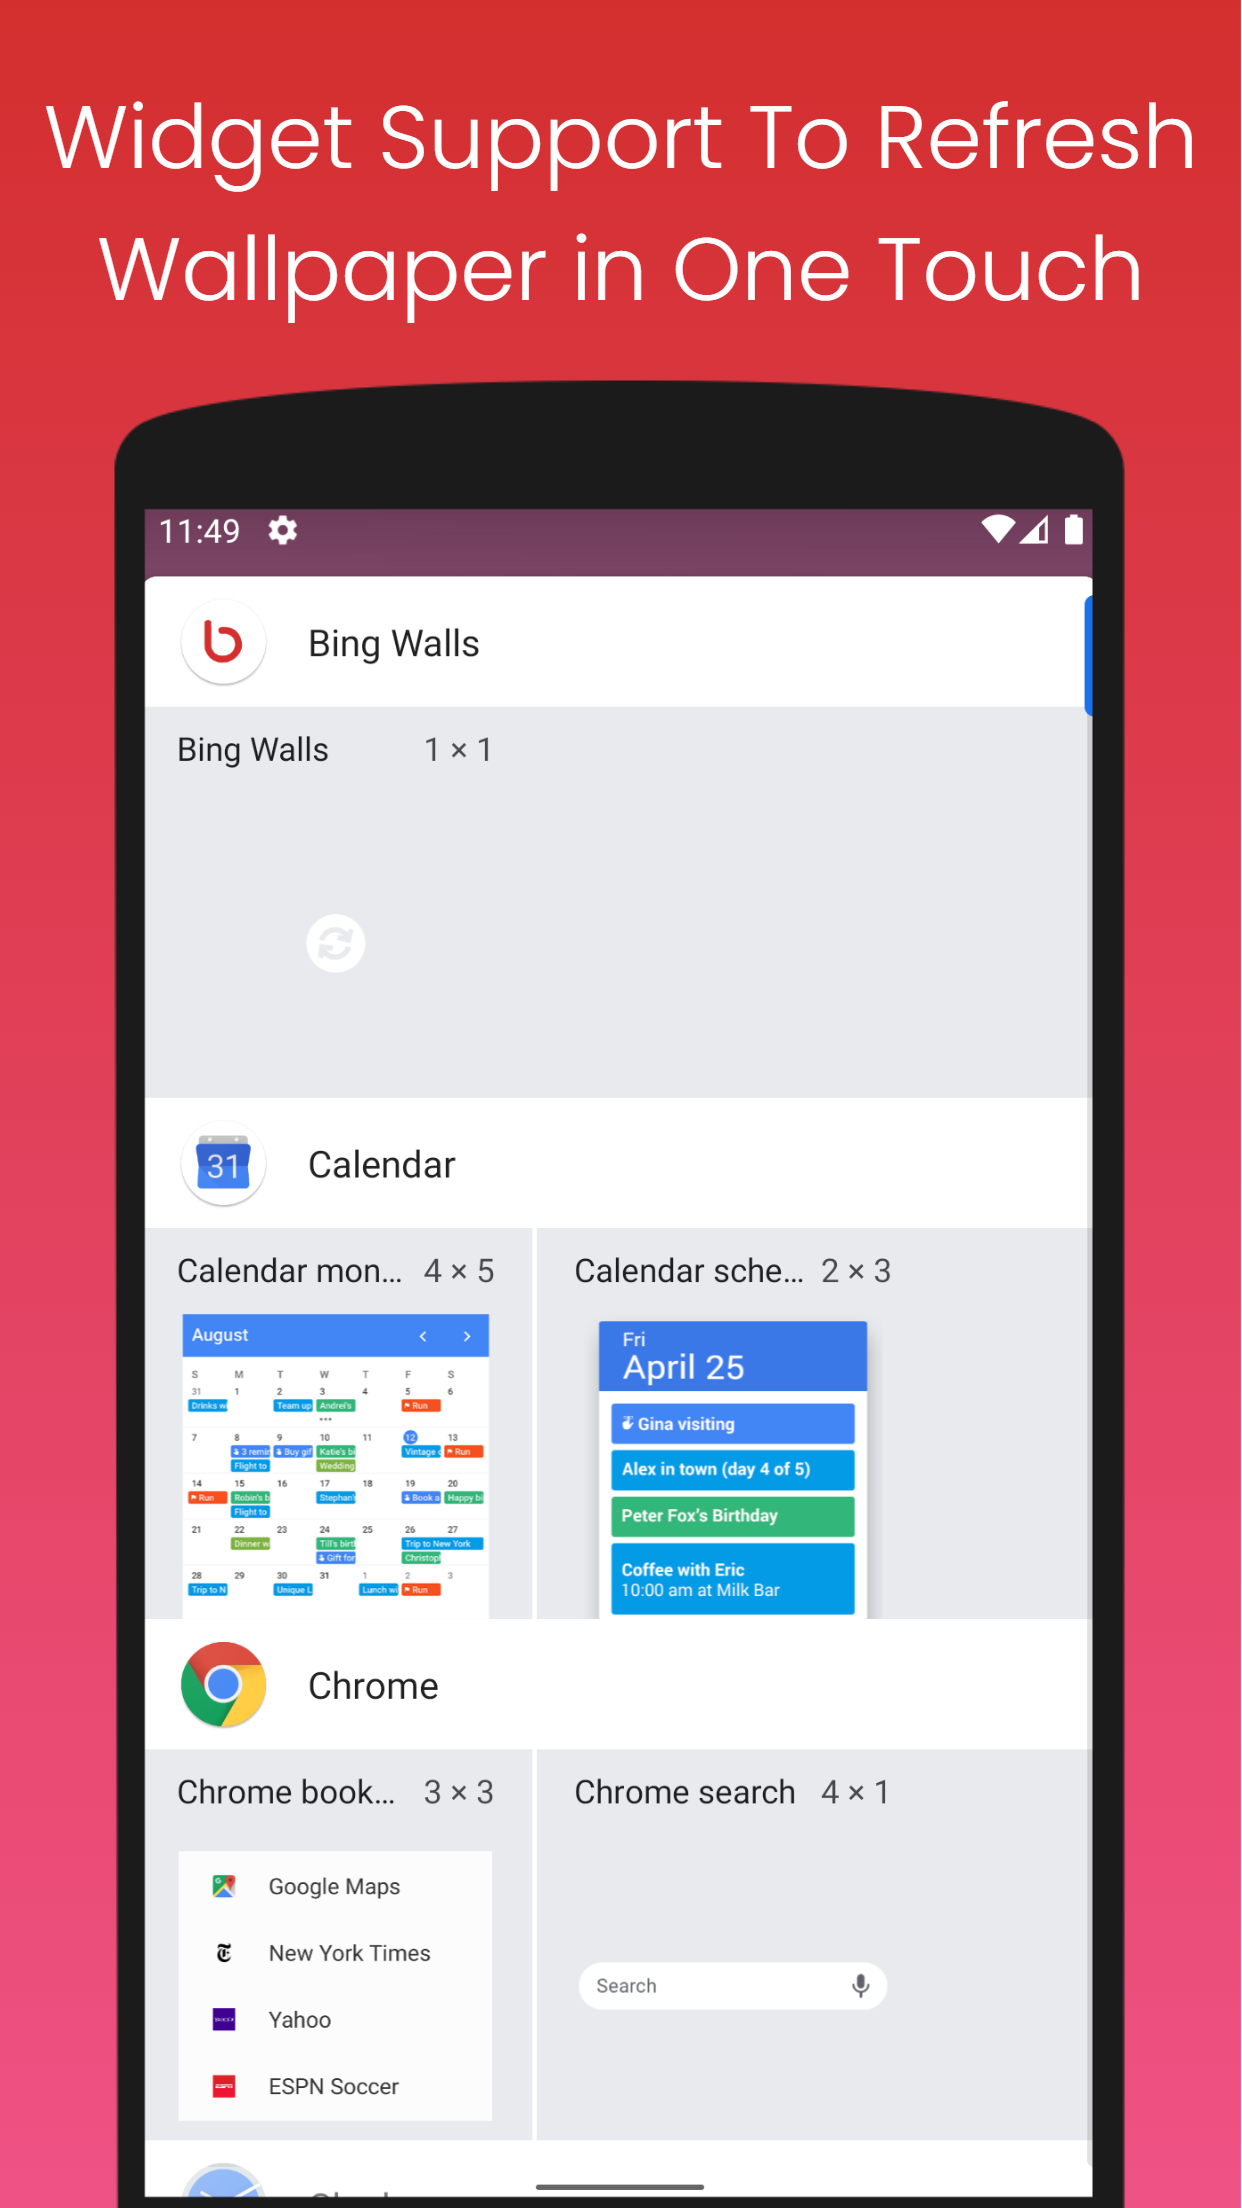 Widget Support To Refresh
Wallpaper in One Touch
11:49
Bing Walls
Bing Walls 1 × 1
Calendar
31
Calendar mon... 4 × 5
Calendar sche... 2 × 3
August
S M T W T F S
31 1 2 3 4 5 6
Drinks wi Team up Andrei's Run
7 8 9 10 11 12 13
3 remin Buy gif Katie's bi Vintage c Run
Flight to Wedding
14 15 16 17 18 19 20
Run Robin's b Stephan's Book a Happy bi
Flight to
21 22 23 24 25 26 27
Dinner w Till's birt Trip to New York
Gift for Christop
28 29 30 31 1 2 3
Trip to N Unique L Lunch wi Run
Fri
April 25
Gina visiting
Alex in town (day 4 of 5)
Peter Fox's Birthday
Coffee with Eric
10:00 am at Milk Bar
Chrome
Chrome book... 3 × 3
Chrome search 4 × 1
Google Maps
New York Times
Yahoo
ESPN Soccer
Search